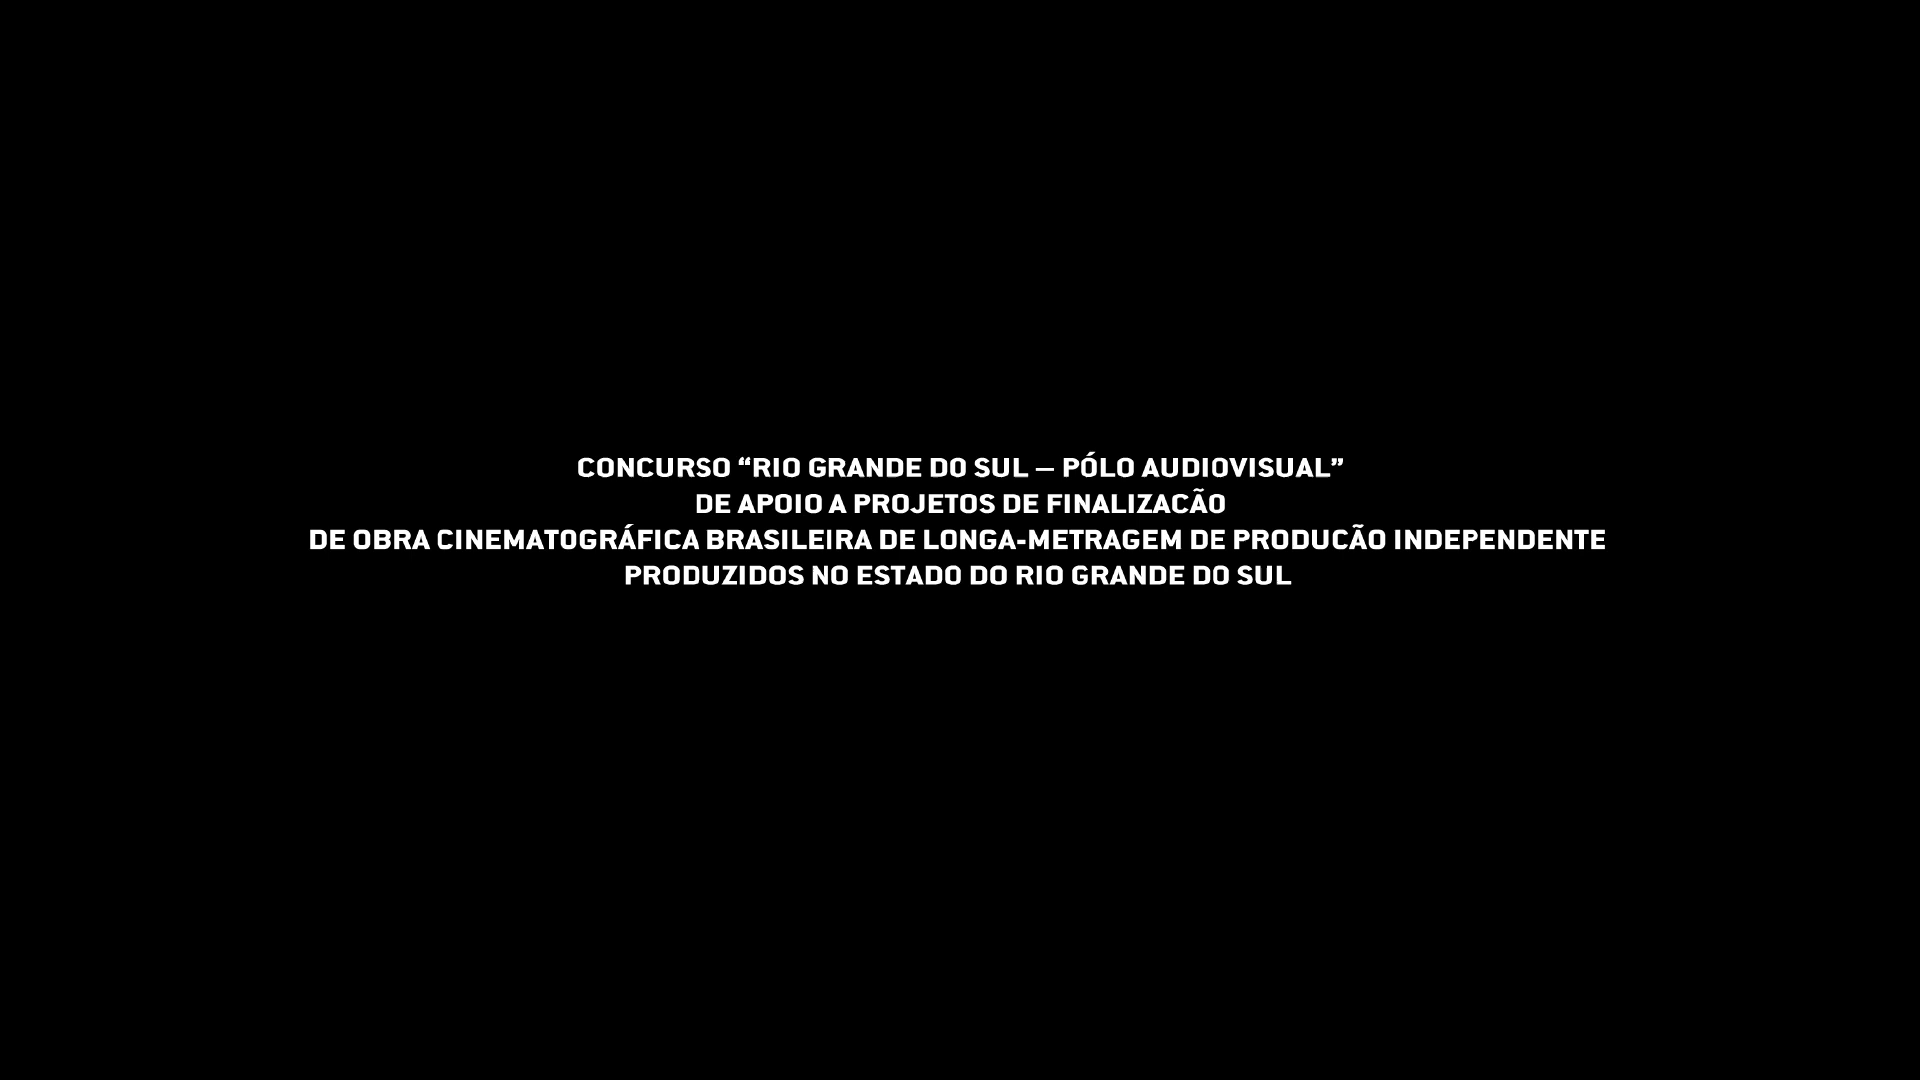 CONCURSO “RIO GRANDE DO SUL – PÓLO AUDIOVISUAL”
DE APOIO A PROJETOS DE FINALIZACÃO
DE OBRA CINEMATOGRÁFICA BRASILEIRA DE LONGA-METRAGEM DE PRODUCÃO INDEPENDENTE
PRODUZIDOS NO ESTADO DO RIO GRANDE DO SUL